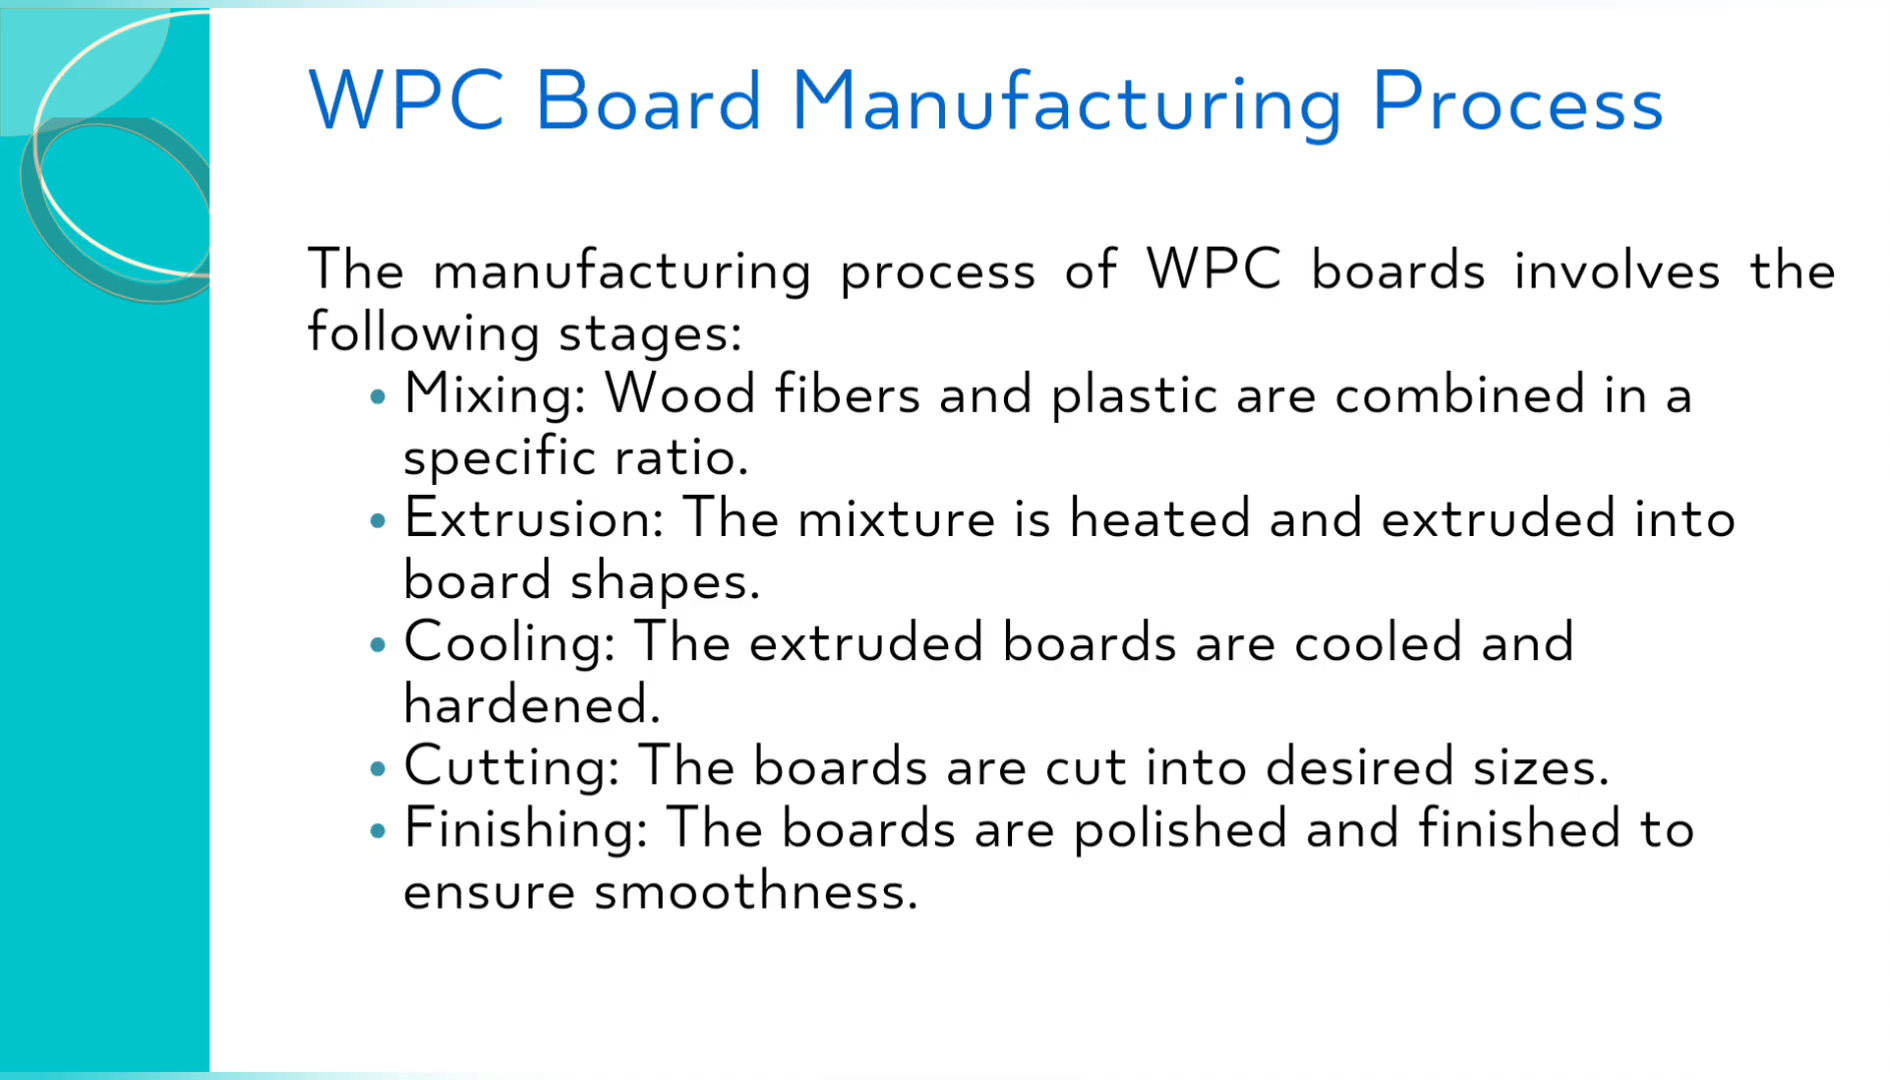 WPC Board Manufacturing Process
The manufacturing process of WPC boards involves the
following stages:
• Mixing: Wood fibers and plastic are combined in a
specific ratio.
• Extrusion: The mixture is heated and extruded into
board shapes.
• Cooling: The extruded boards are cooled and
hardened.
• Cutting: The boards are cut into desired sizes.
• Finishing: The boards are polished and finished to
ensure smoothness.